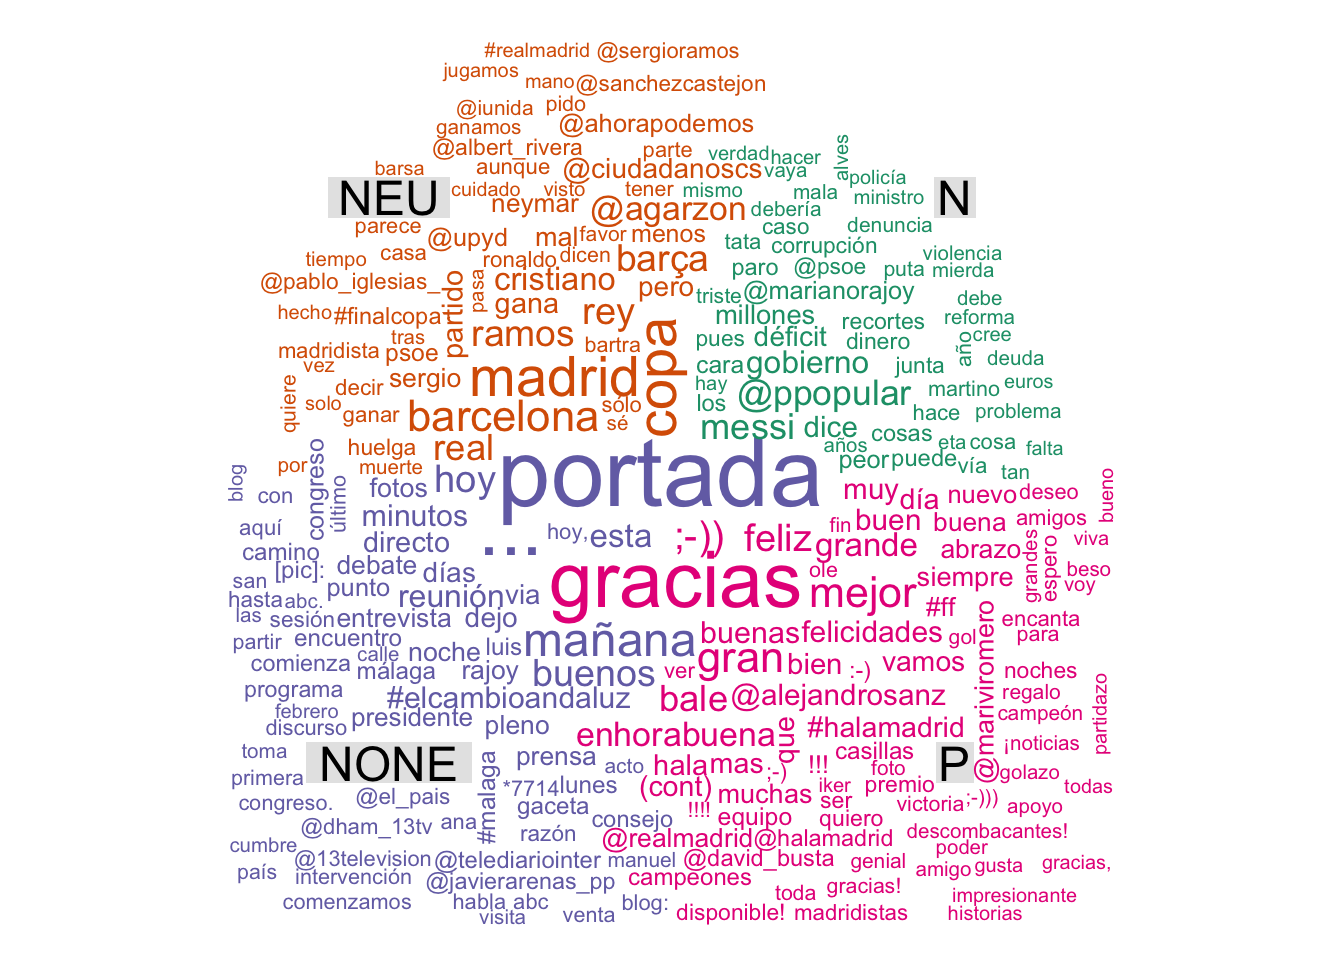 #realmadrid @sergioramos
jugamos mano @sanchezcastejon
@iunida pido
ganamos @ahorapodemos
@albert_rivera parte verdad hacer alves
barsa aunque @ciudadanoscs vaya policía
NEU cuidado visto tener mismo mala ministro N
neymar @agarzon debería
parece @upyd mal favor menos caso denuncia
tiempo casa ronaldo dicen barça tata corrupción violencia
@pablo_iglesias_ pasa cristiano pero paro @psoe puta mierda
hecho #finalcopa partido gana rey triste @marianorajoy debe
tras ramos copa millones recortes reforma
madridista psoe bartra pues déficit dinero año cree
vez sergio madrid cara gobierno junta deuda
quiere decir hay @ppopular martino euros
solo ganar barcelona sólo los hace problema
sé messi dice cosas
huelga real años eta cosa falta
por muerte peor puede vía tan
blog con congreso último fotos hoy portada muy día nuevo deseo bueno
aquí minutos fin buen buena amigos
camino directo ... hoy, esta ;-)) feliz grande abrazo viva
san [pic]: debate días ole siempre grandes espero beso
hasta abc. punto reunión via gracias mejor #ff voy
las sesión entrevista dejo encanta
partir encuentro mañana buenas felicidades gol para
comienza calle noche luis gran bien :-) vamos @mariviromero
málaga rajoy buenos ver noches
programa #elcambioandaluz bale @alejandrosanz regalo
febrero presidente campeón partidazo
discurso pleno enhorabuena que #halamadrid
toma prensa casillas ¡noticias
NONE acto hala mas ;-) !!! foto P golazo
primera #malaga *7714 lunes (cont) iker premio todas
congreso. @el_pais gaceta muchas ser victoria ;-))) apoyo
@dham_13tv ana razón consejo !!!! equipo quiero
cumbre @realmadrid @halamadrid descombacantes!
@13television @telediariointer manuel @david_busta genial poder
país intervención @javierarenas_pp campeones amigo gusta gracias,
comenzamos habla abc blog: toda gracias! impresionante
visita venta disponible! madridistas historias